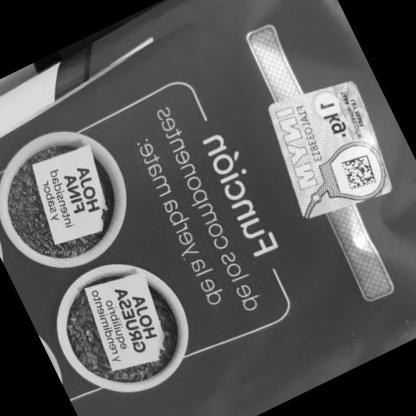 Función
de los componentes
de la yerba mate:
HOJA
FINA
intensidad
y sabor
HOJA
GRUESA
equilibrio
y rendimiento
1 kg.